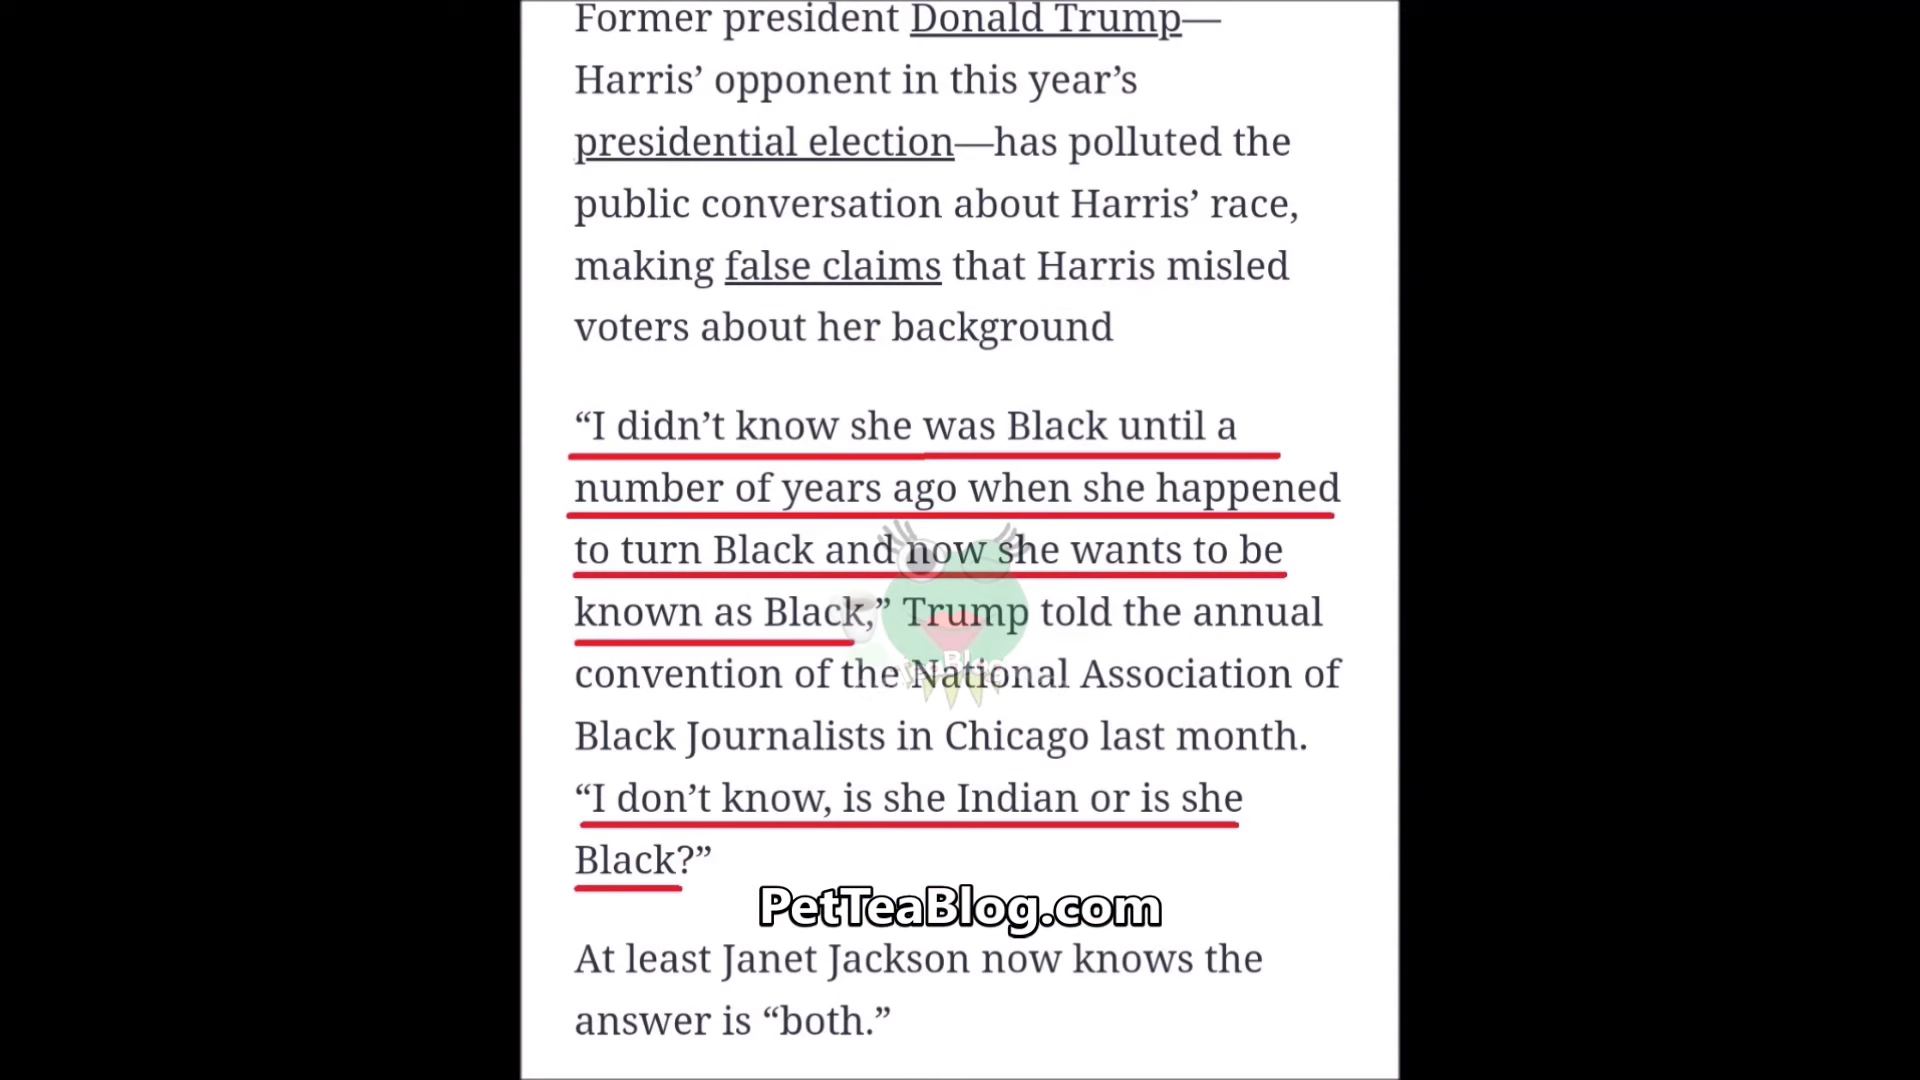 Former president Donald Trump—
Harris’ opponent in this year’s
presidential election—has polluted the
public conversation about Harris’ race,
making false claims that Harris misled
voters about her background
“I didn’t know she was Black until a
number of years ago when she happened
to turn Black and now she wants to be
known as Black,” Trump told the annual
convention of the National Association of
Black Journalists in Chicago last month.
“I don’t know, is she Indian or is she
Black?”
PetTeaBlog.com
At least Janet Jackson now knows the
answer is “both.”